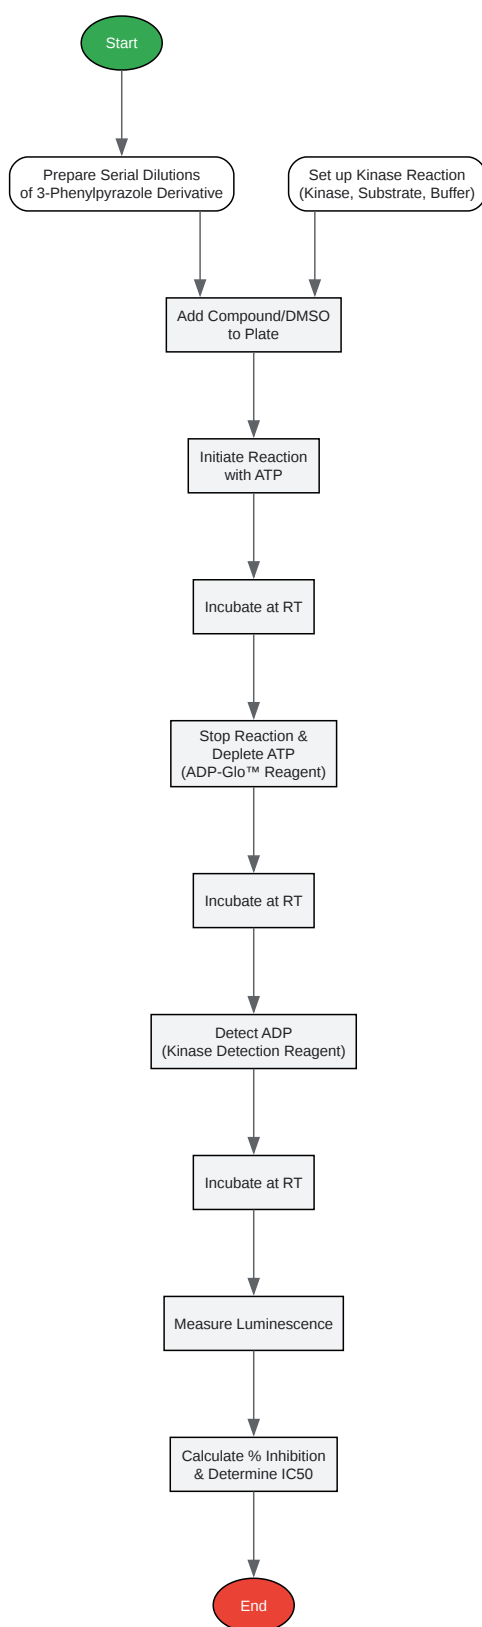 Start
Prepare Serial Dilutions
of 3-Phenylpyrazole Derivative
Set up Kinase Reaction
(Kinase, Substrate, Buffer)
Add Compound/DMSO
to Plate
Initiate Reaction
with ATP
Incubate at RT
Stop Reaction &
Deplete ATP
(ADP-Glo™ Reagent)
Incubate at RT
Detect ADP
(Kinase Detection Reagent)
Incubate at RT
Measure Luminescence
Calculate % Inhibition
& Determine IC50
End